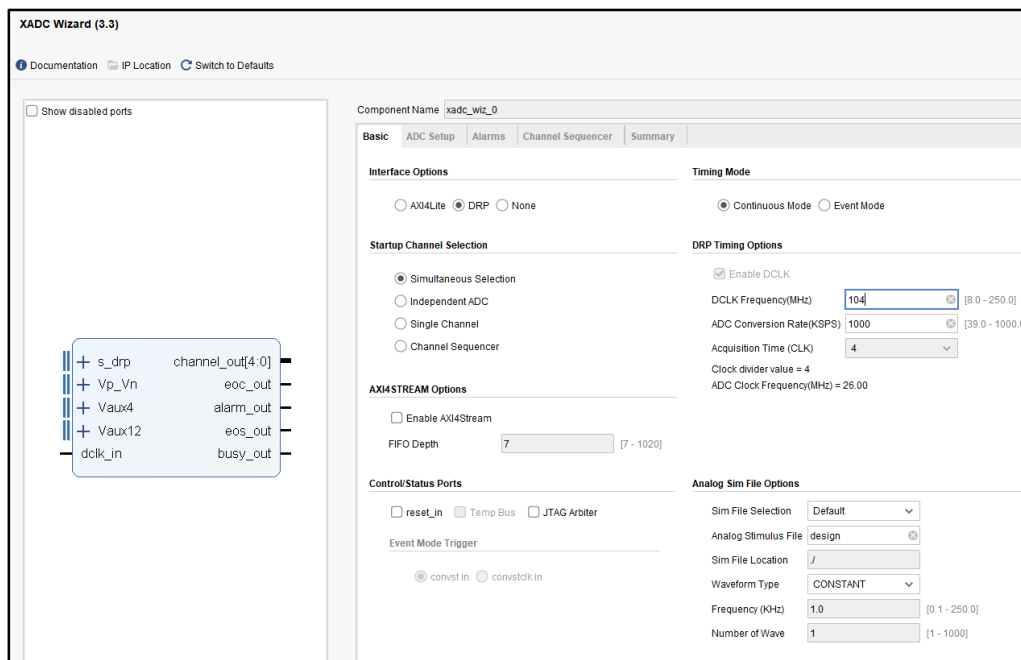 XADC Wizard (3.3)
Documentation IP Location Switch to Defaults
Show disabled ports
s_drp channel_out[4:0]
Vp_Vn eoc_out
Vaux4 alarm_out
Vaux12 eos_out
dclk_in busy_out
Component Name xadc_wiz_0
Basic ADC Setup Alarms Channel Sequencer Summary
Interface Options
AXI4Lite DRP None
Startup Channel Selection
Simultaneous Selection
Independent ADC
Single Channel
Channel Sequencer
AXI4STREAM Options
Enable AXI4Stream
FIFO Depth 7 [7 - 1020]
Control/Status Ports
reset_in Temp Bus JTAG Arbiter
Event Mode Trigger
convst in convstclk in
Timing Mode
Continuous Mode Event Mode
DRP Timing Options
Enable DCLK
DCLK Frequency(MHz) 104 [8.0 - 250.0]
ADC Conversion Rate(KSPS) 1000 [39.0 - 1000.
Acquisition Time (CLK) 4
Clock divider value = 4
ADC Clock Frequency(MHz) = 26.00
Analog Sim File Options
Sim File Selection Default
Analog Stimulus File design
Sim File Location ./
Waveform Type CONSTANT
Frequency (KHz) 1.0 [0.1 - 250.0]
Number of Wave 1 [1 - 1000]